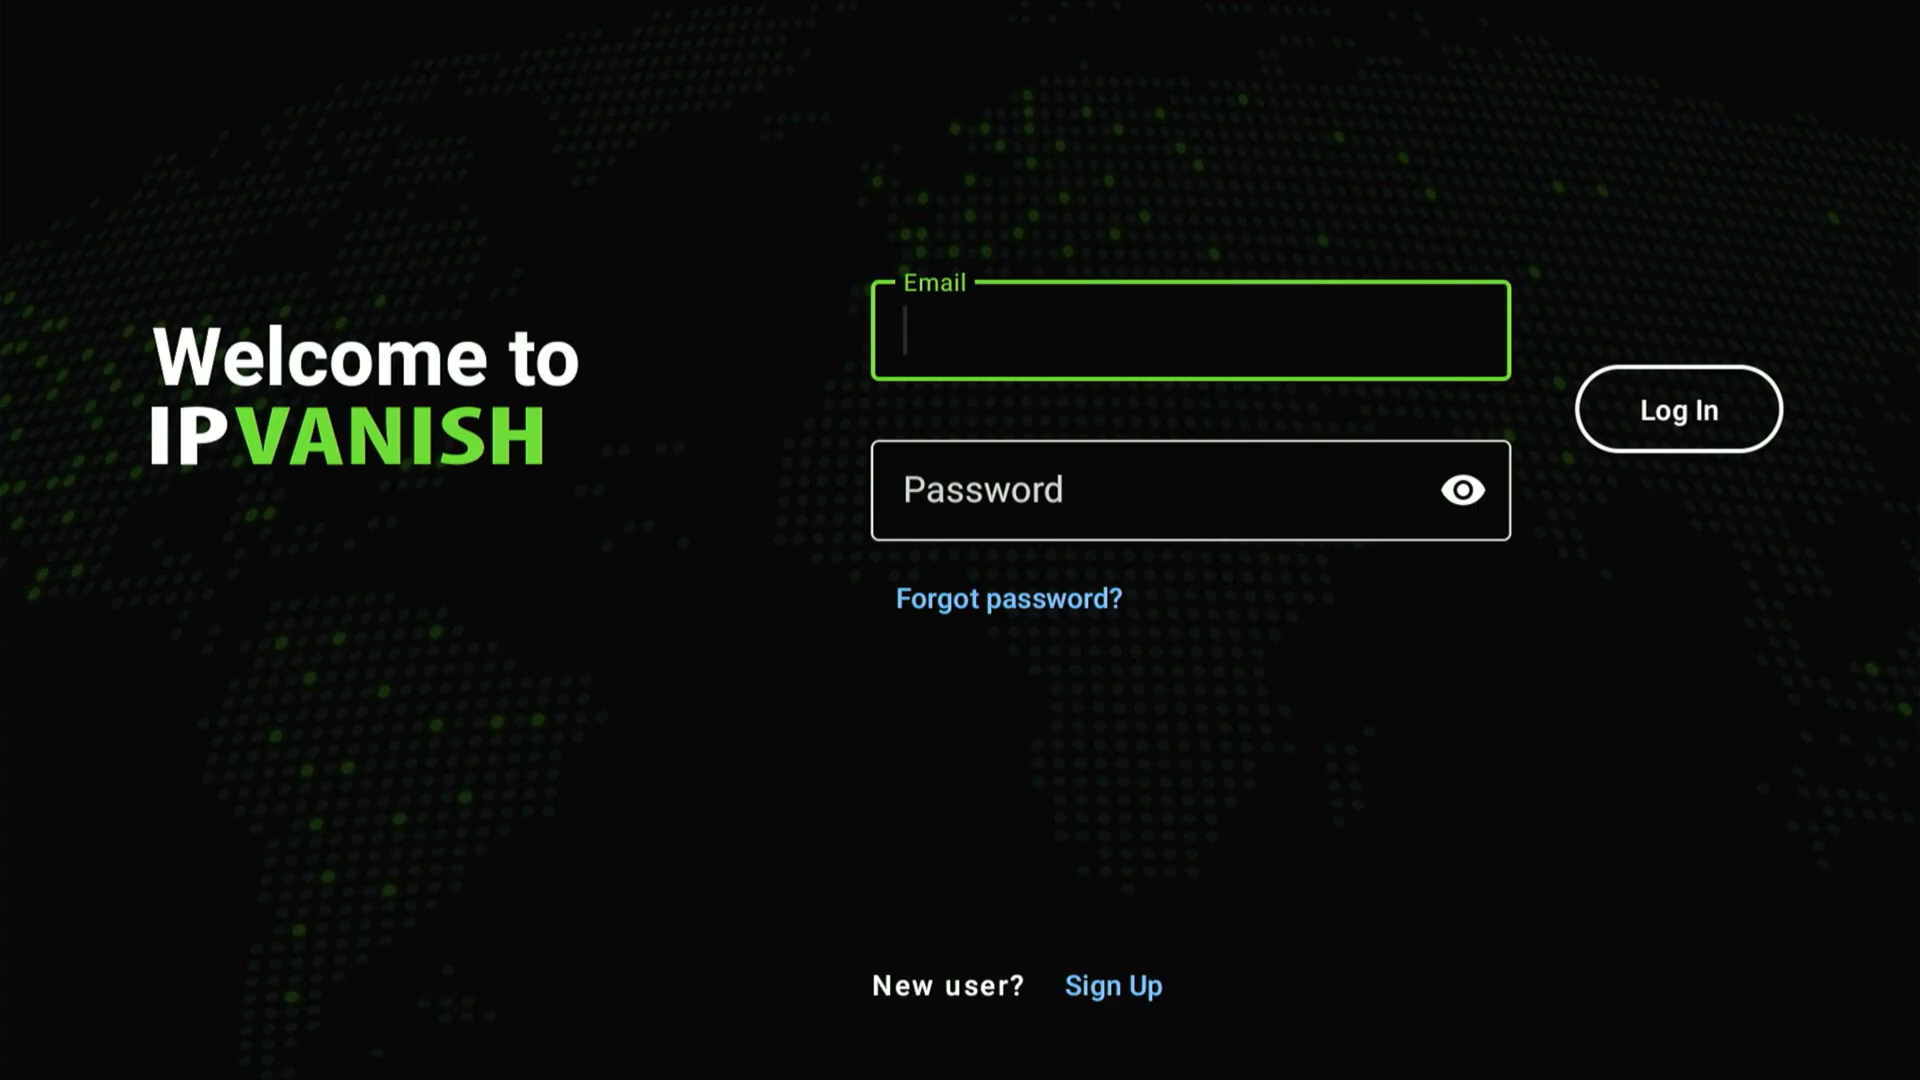 Welcome to
IPVANISH
Email
Password
Log In
Forgot password?
New user? Sign Up